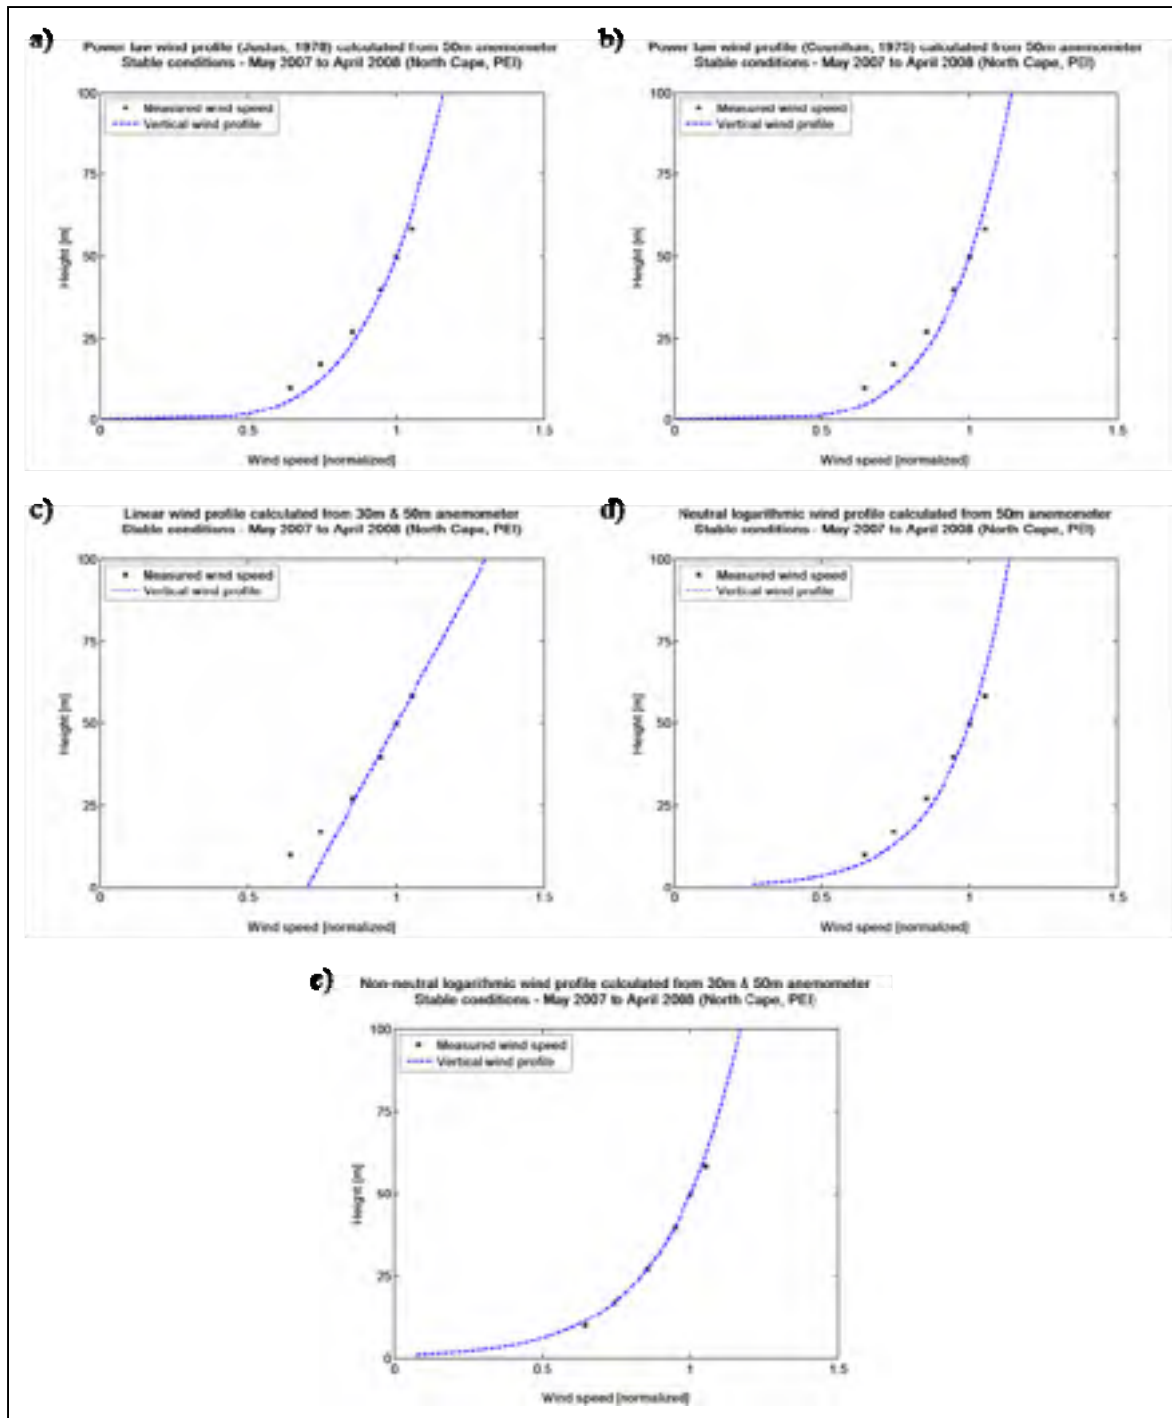 a)
Power law wind profile (Justus, 1978) calculated from 50m anemometer
Stable conditions - May 2007 to April 2008 (North Cape, PEI)
100
75
50
25
0
Height [m]
Measured wind speed
Vertical wind profile
0 0.5 1 1.5
Wind speed [normalized]
b)
Power law wind profile (Counihan, 1975) calculated from 50m anemometer
Stable conditions - May 2007 to April 2008 (North Cape, PEI)
100
75
50
25
0
Height [m]
Measured wind speed
Vertical wind profile
0 0.5 1 1.5
Wind speed [normalized]
c)
Linear wind profile calculated from 30m & 50m anemometer
Stable conditions - May 2007 to April 2008 (North Cape, PEI)
100
75
50
25
0
Height [m]
Measured wind speed
Vertical wind profile
0 0.5 1 1.5
Wind speed [normalized]
d)
Neutral logarithmic wind profile calculated from 50m anemometer
Stable conditions - May 2007 to April 2008 (North Cape, PEI)
100
75
50
25
0
Height [m]
Measured wind speed
Vertical wind profile
0 0.5 1 1.5
Wind speed [normalized]
e)
Non-neutral logarithmic wind profile calculated from 30m & 50m anemometer
Stable conditions - May 2007 to April 2008 (North Cape, PEI)
100
75
50
25
0
Height [m]
Measured wind speed
Vertical wind profile
0 0.5 1 1.5
Wind speed [normalized]